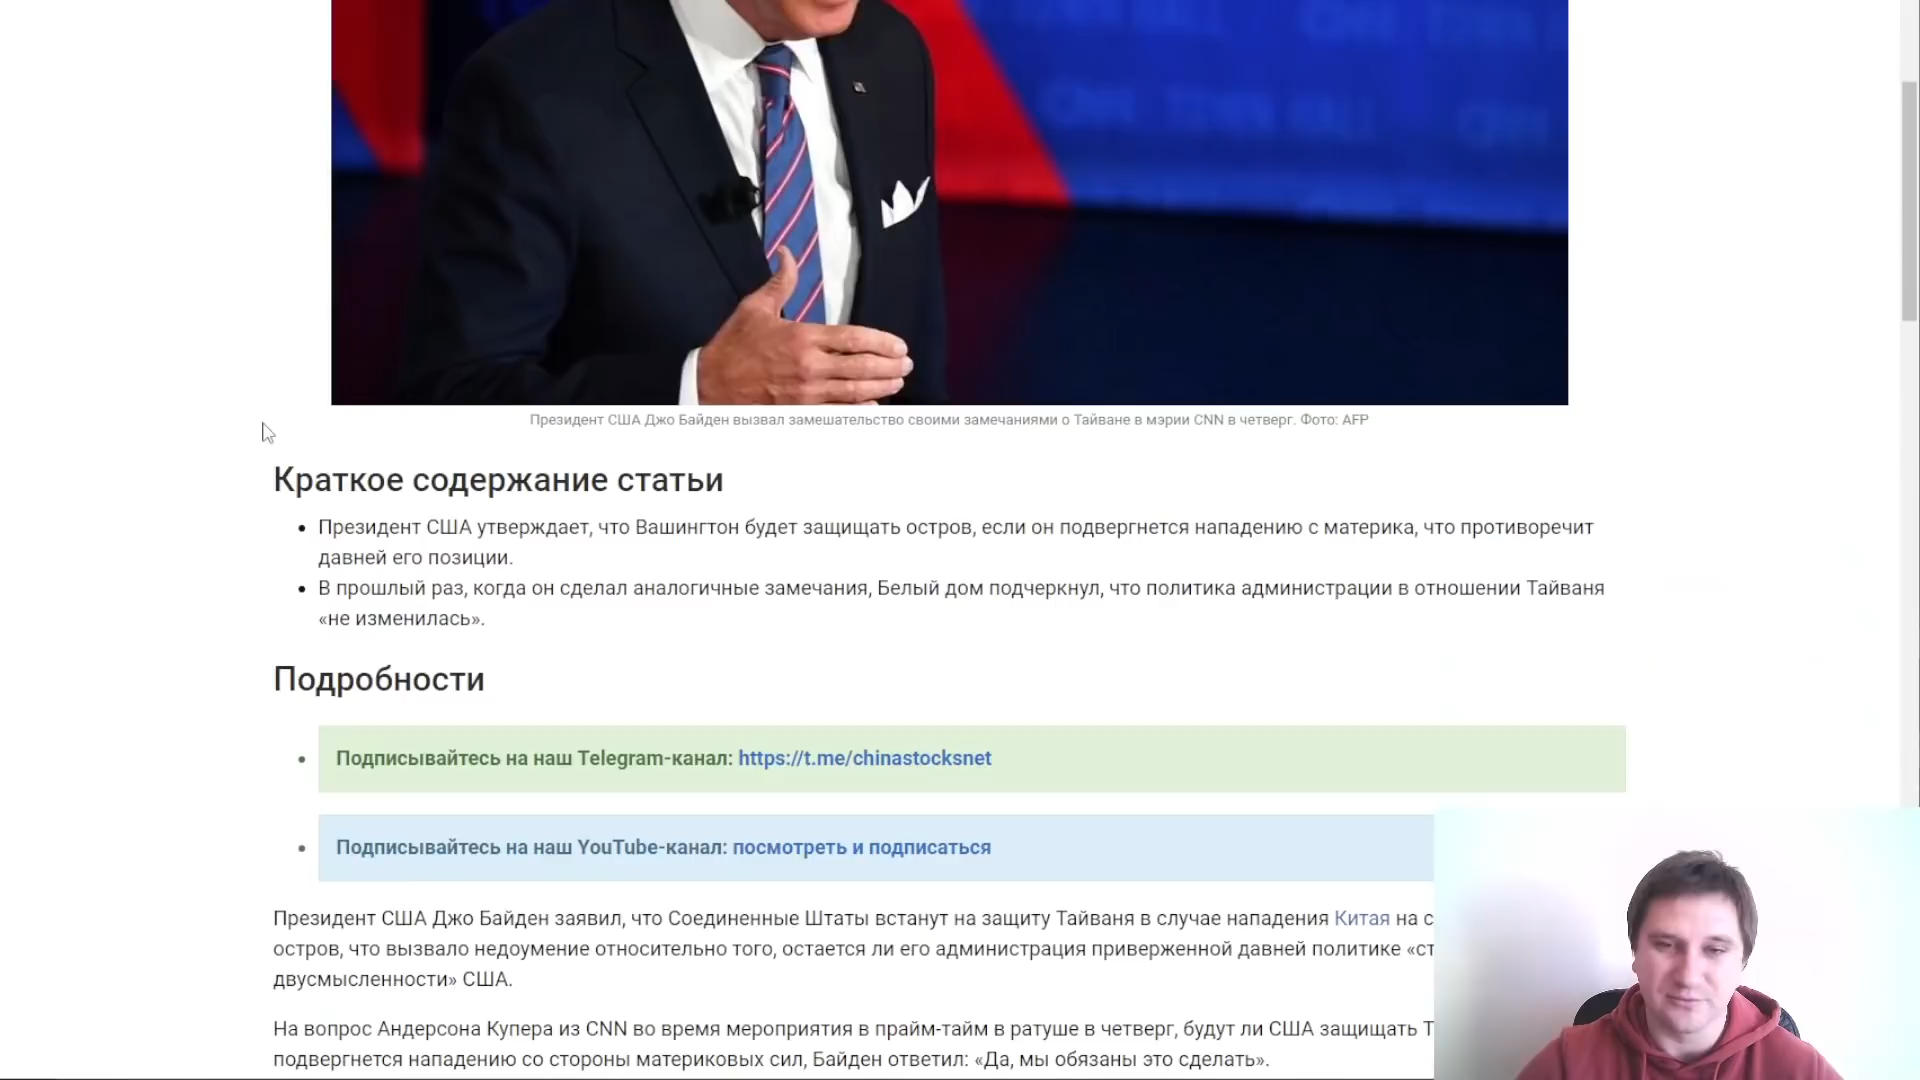 TOWN HALL
CNN
TOWN HALL
CNN
Президент США Джо Байден вызвал замешательство своими замечаниями о Тайване в мэрии CNN в четверг. Фото: AFP
Краткое содержание статьи
Президент США утверждает, что Вашингтон будет защищать остров, если он подвергнется нападению с материка, что противоречит
давней его позиции.
В прошлый раз, когда он сделал аналогичные замечания, Белый дом подчеркнул, что политика администрации в отношении Тайваня
«не изменилась».
Подробности
Подписывайтесь на наш Telegram-канал: https://t.me/chinastocksnet
Подписывайтесь на наш YouTube-канал: посмотреть и подписаться
Президент США Джо Байден заявил, что Соединенные Штаты встанут на защиту Тайваня в случае нападения Китая на
остров, что вызвало недоумение относительно того, остается ли его администрация приверженной давней политике
двусмысленности» США.
На вопрос Андерсона Купера из CNN во время мероприятия в прайм-тайм в ратуше в четверг, будут ли США защищать
подвергнется нападению со стороны материковых сил, Байден ответил: «Да, мы обязаны это сделать».